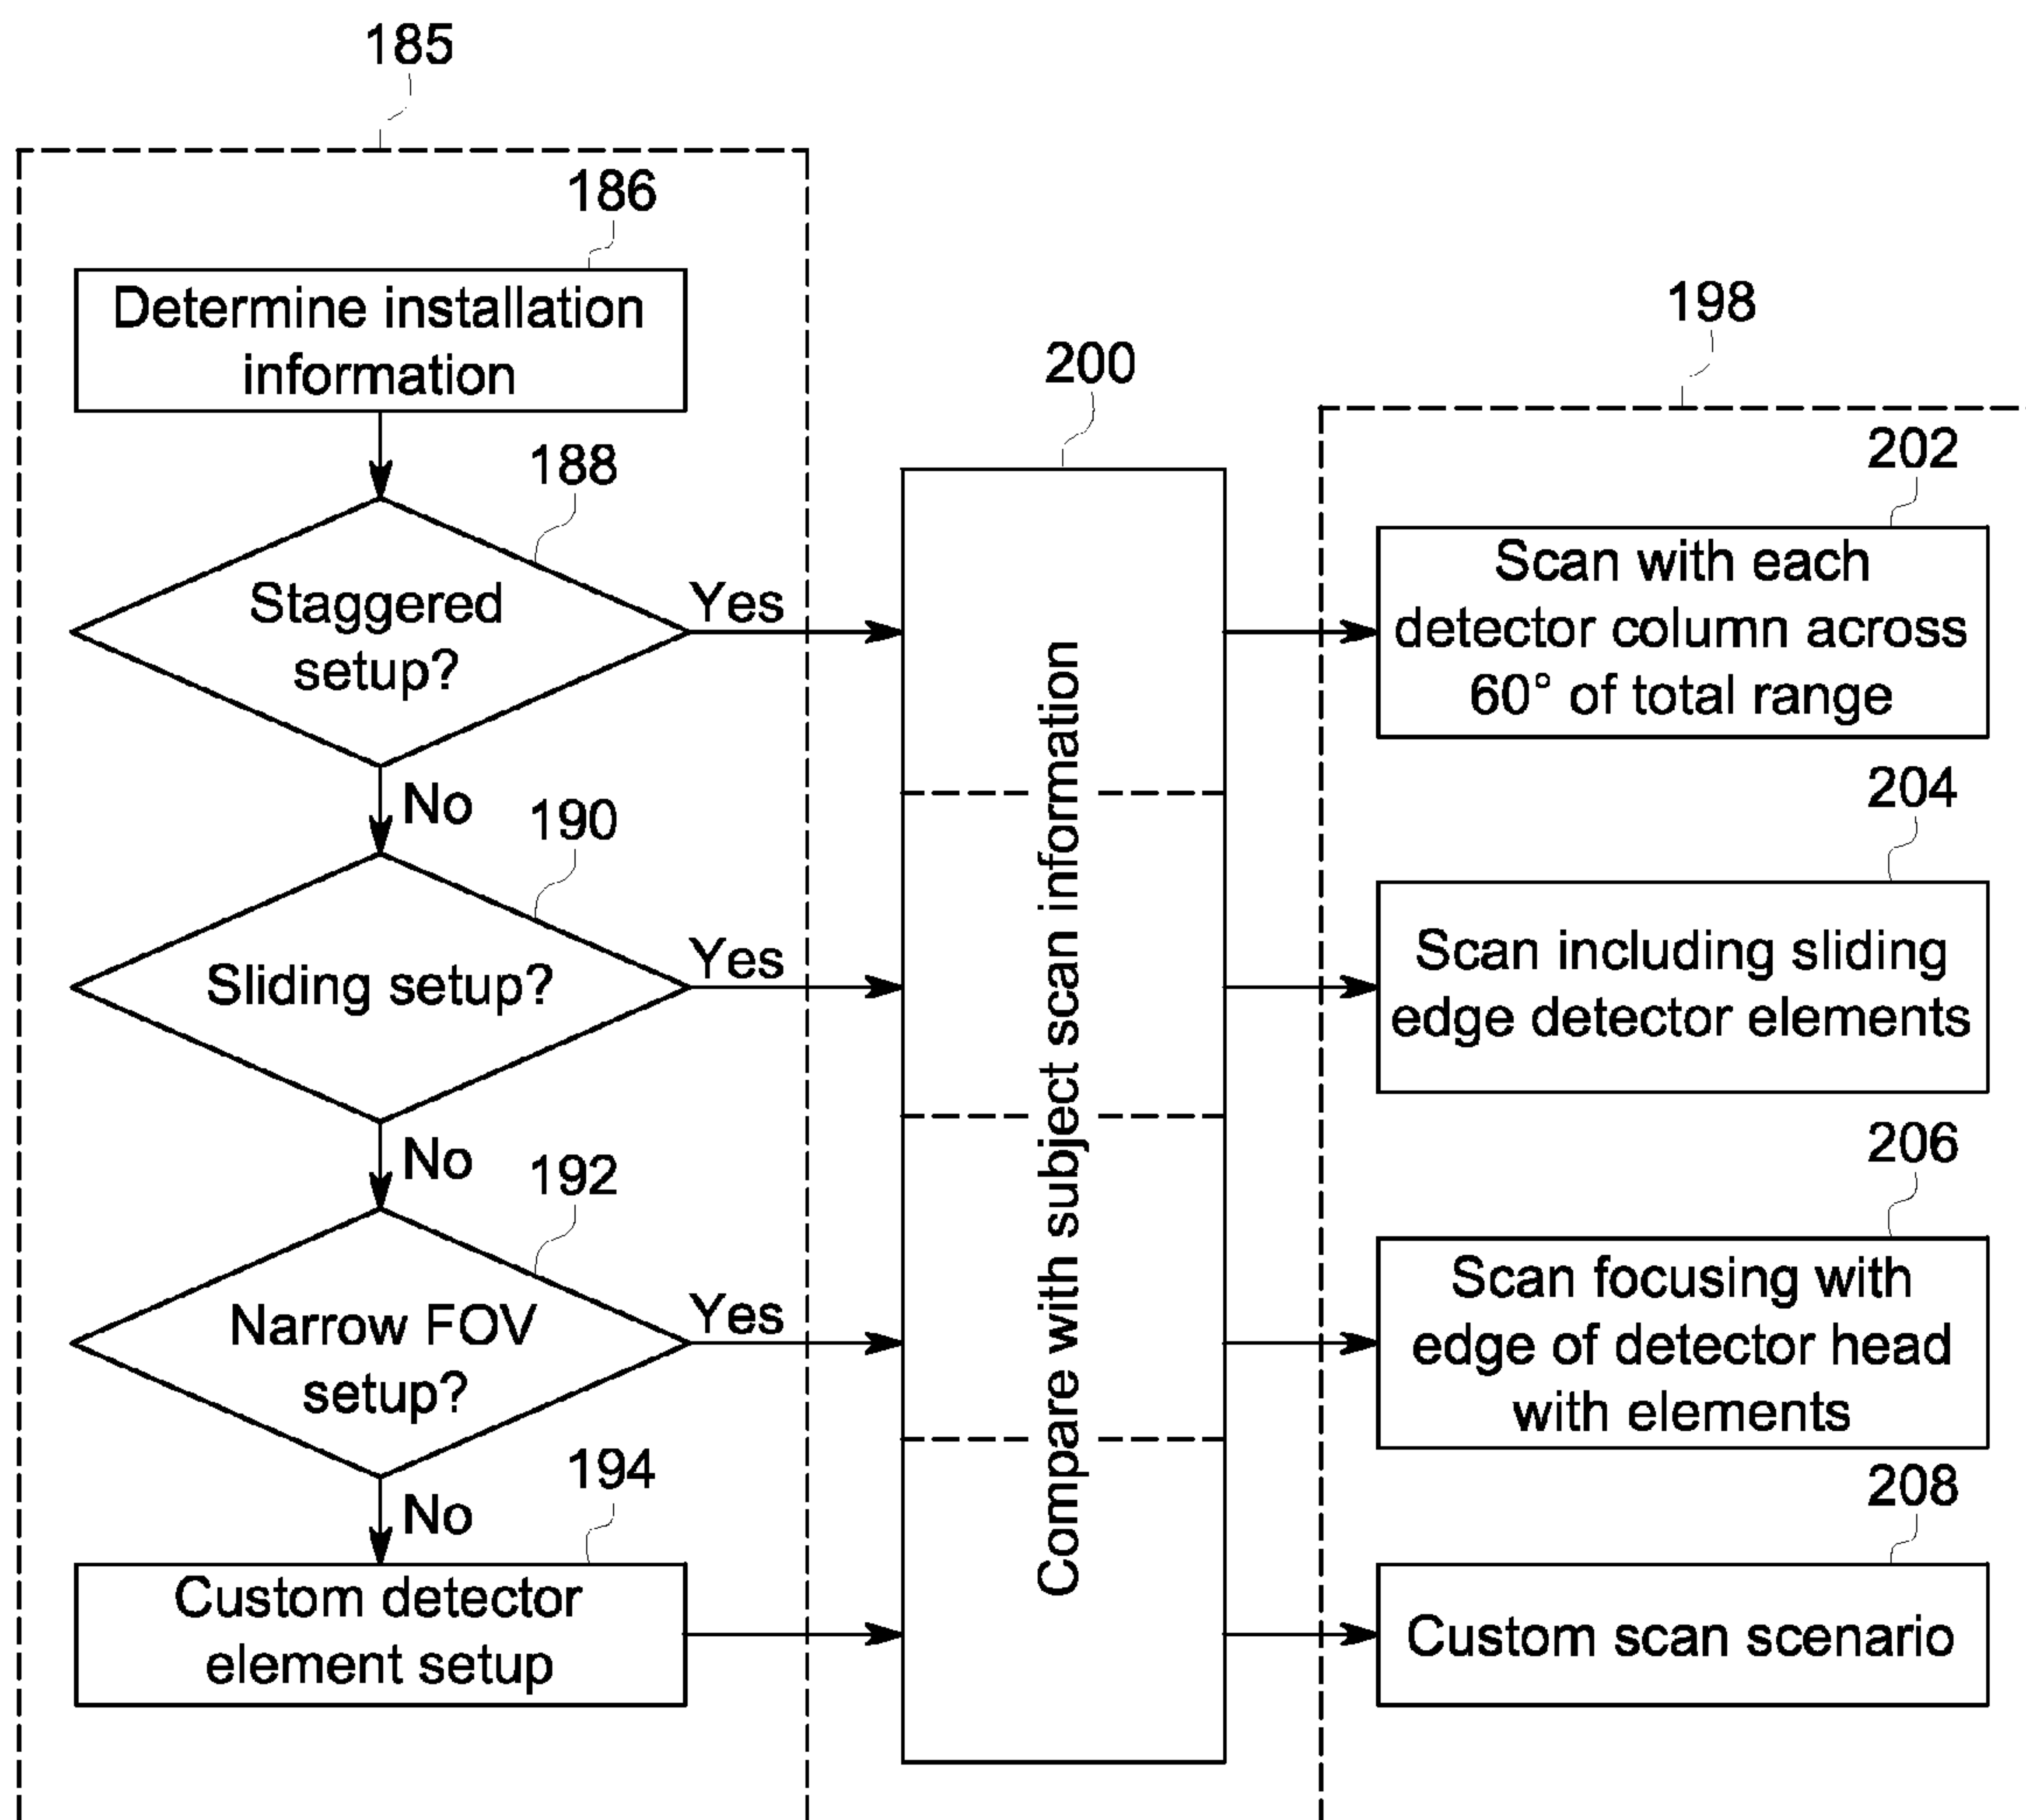 185
186
Determine installation
information
188
Staggered
setup?
Yes
No
190
Sliding setup?
Yes
No
192
Narrow FOV
setup?
Yes
No
194
Custom detector
element setup
200
Compare with subject scan information
198
202
Scan with each
detector column across
60° of total range
204
Scan including sliding
edge detector elements
206
Scan focusing with
edge of detector head
with elements
208
Custom scan scenario